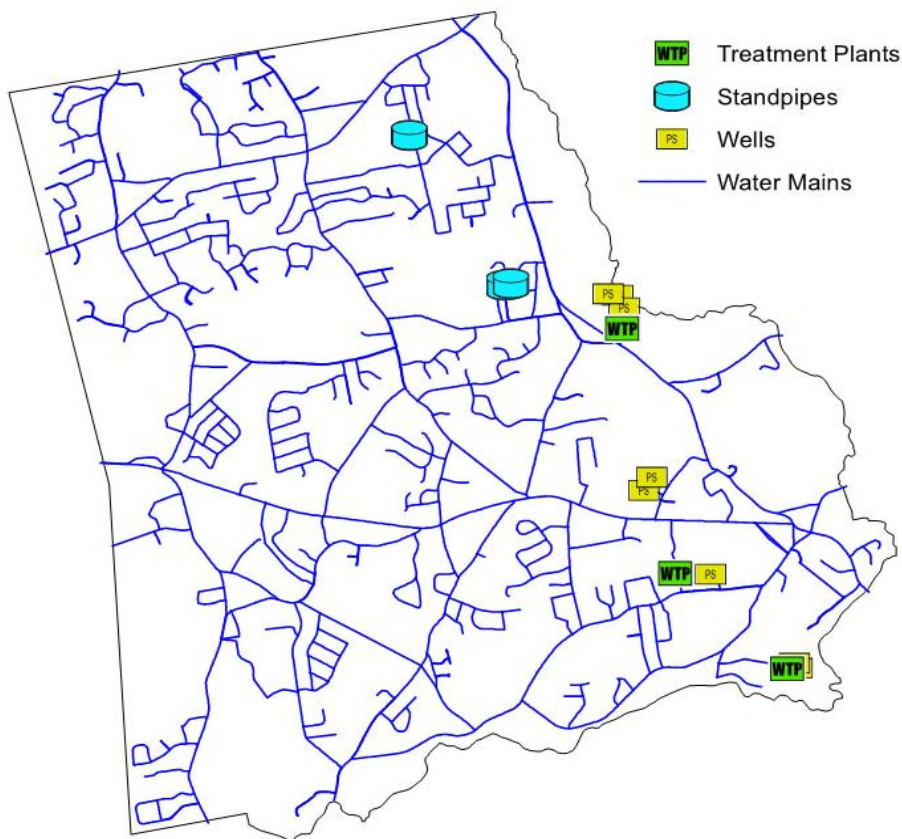 WTP Treatment Plants
Standpipes
PS Wells
Water Mains
PS
PS
WTP
PS
PS
WTP PS
WTP